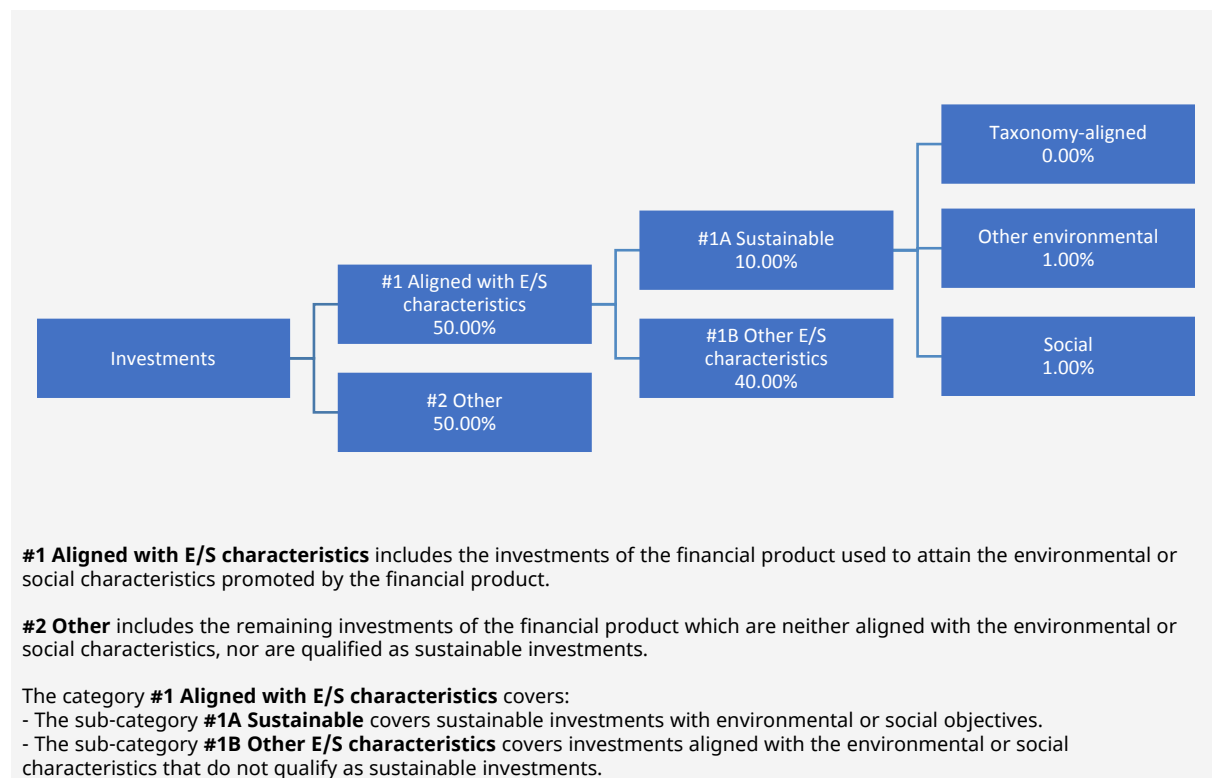 Investments
#1 Aligned with E/S
characteristics
50.00%
#2 Other
50.00%
#1A Sustainable
10.00%
#1B Other E/S
characteristics
40.00%
Taxonomy-aligned
0.00%
Other environmental
1.00%
Social
1.00%
#1 Aligned with E/S characteristics includes the investments of the financial product used to attain the environmental or
social characteristics promoted by the financial product.
#2 Other includes the remaining investments of the financial product which are neither aligned with the environmental or
social characteristics, nor are qualified as sustainable investments.
The category #1 Aligned with E/S characteristics covers:
- The sub-category #1A Sustainable covers sustainable investments with environmental or social objectives.
- The sub-category #1B Other E/S characteristics covers investments aligned with the environmental or social
characteristics that do not qualify as sustainable investments.